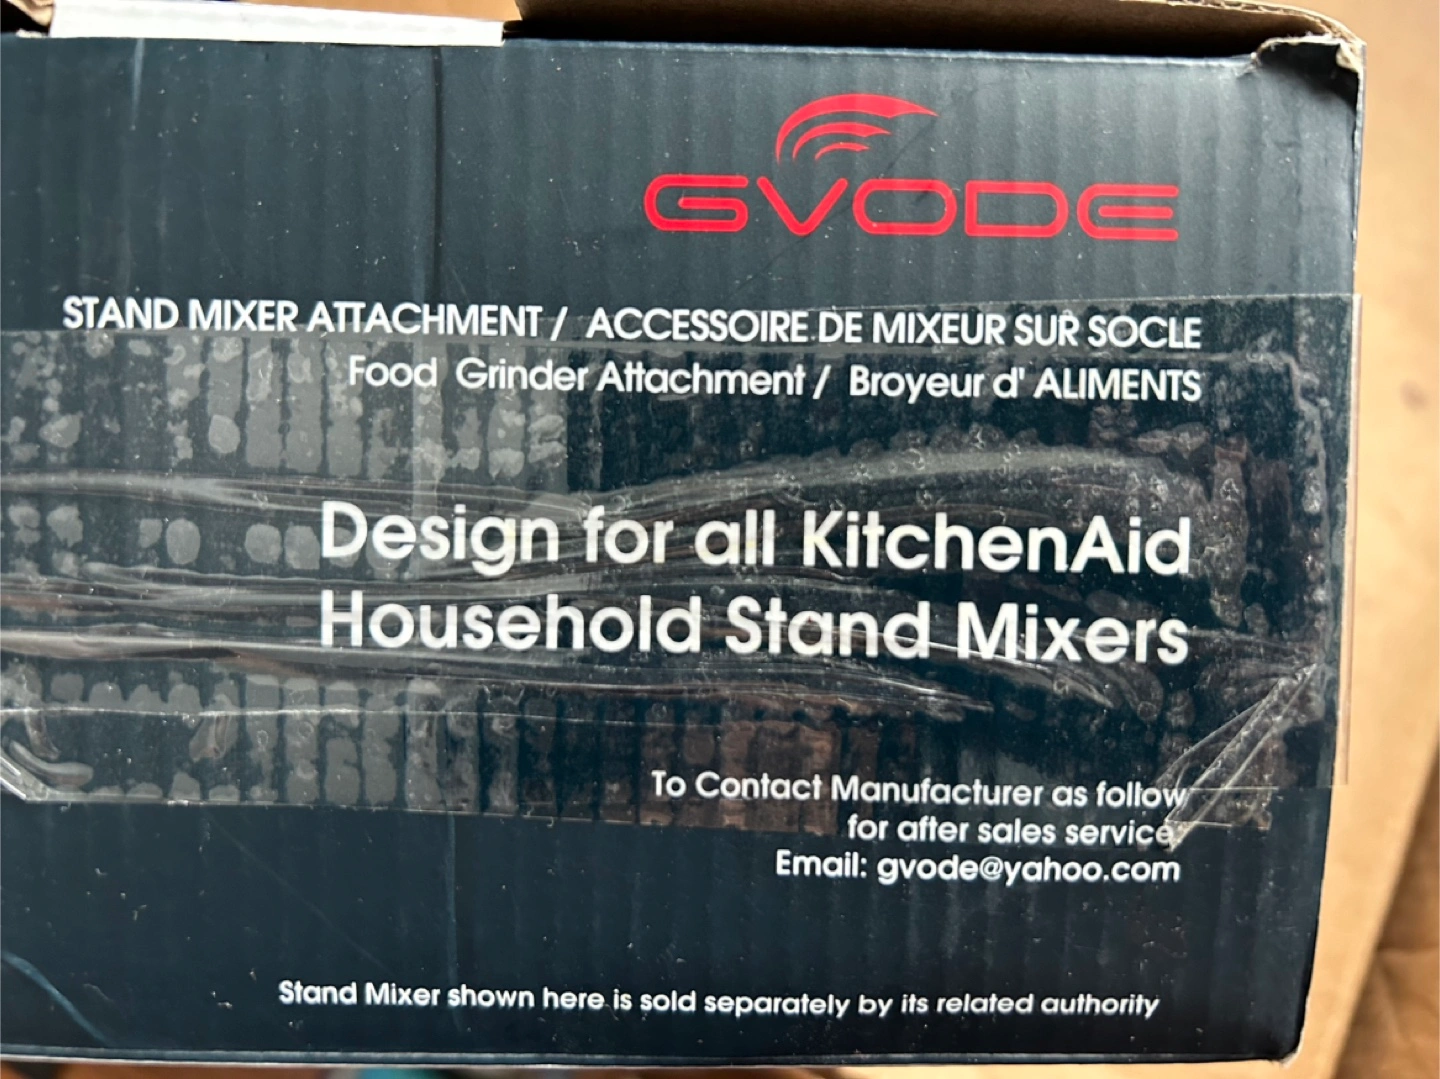 GVODE
STAND MIXER ATTACHMENT / ACCESSOIRE DE MIXEUR SUR SOCLE
Food Grinder Attachment / Broyeur d' ALIMENTS
Design for all KitchenAid
Household Stand Mixers
To Contact Manufacturer as follow
for after sales service.
Email: gvode@yahoo.com
Stand Mixer shown here is sold separately by its related authority